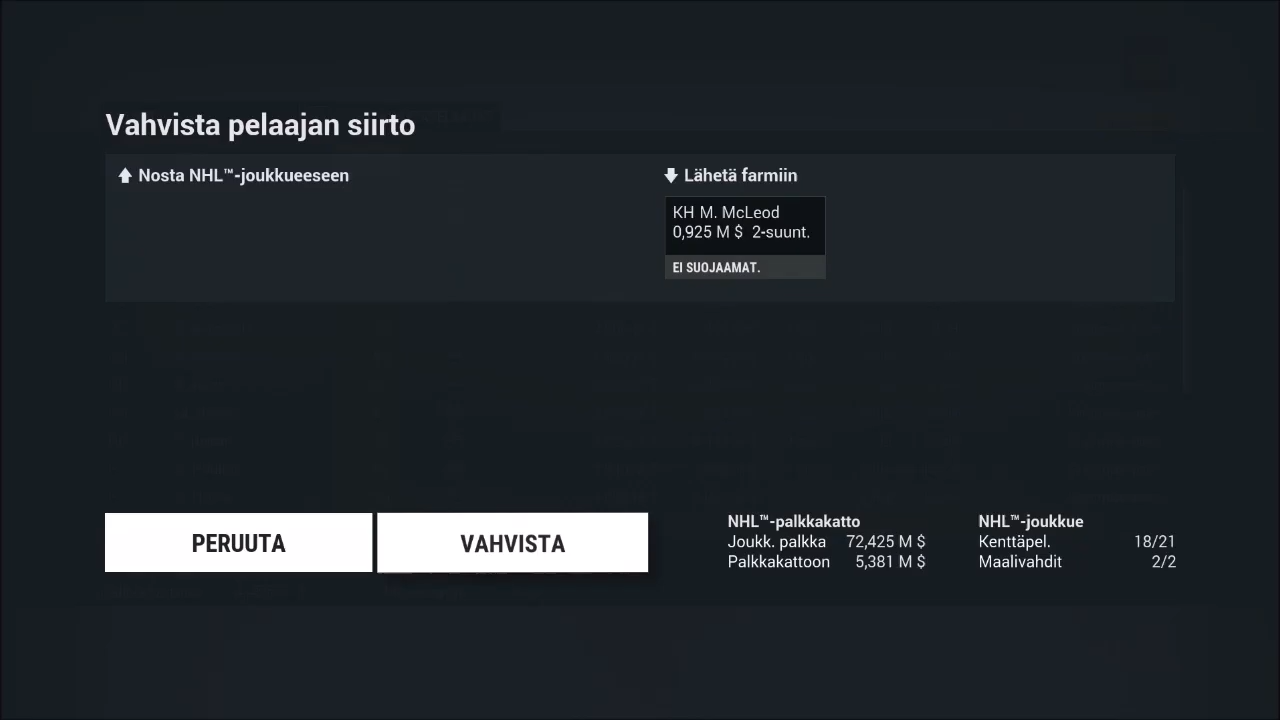 Vahvista pelaajan siirto
Nosta NHL™-joukkueeseen
Lähetä farmiin
KH M. McLeod
0,925 M $ 2-suunt.
EI SUOJAAMAT.
PERUUTA
VAHVISTA
NHL™-palkkakatto
Joukk. palkka 72,425 M $
Palkkakattoon 5,381 M $
NHL™-joukkue
Kenttäpel. 18/21
Maalivahdit 2/2